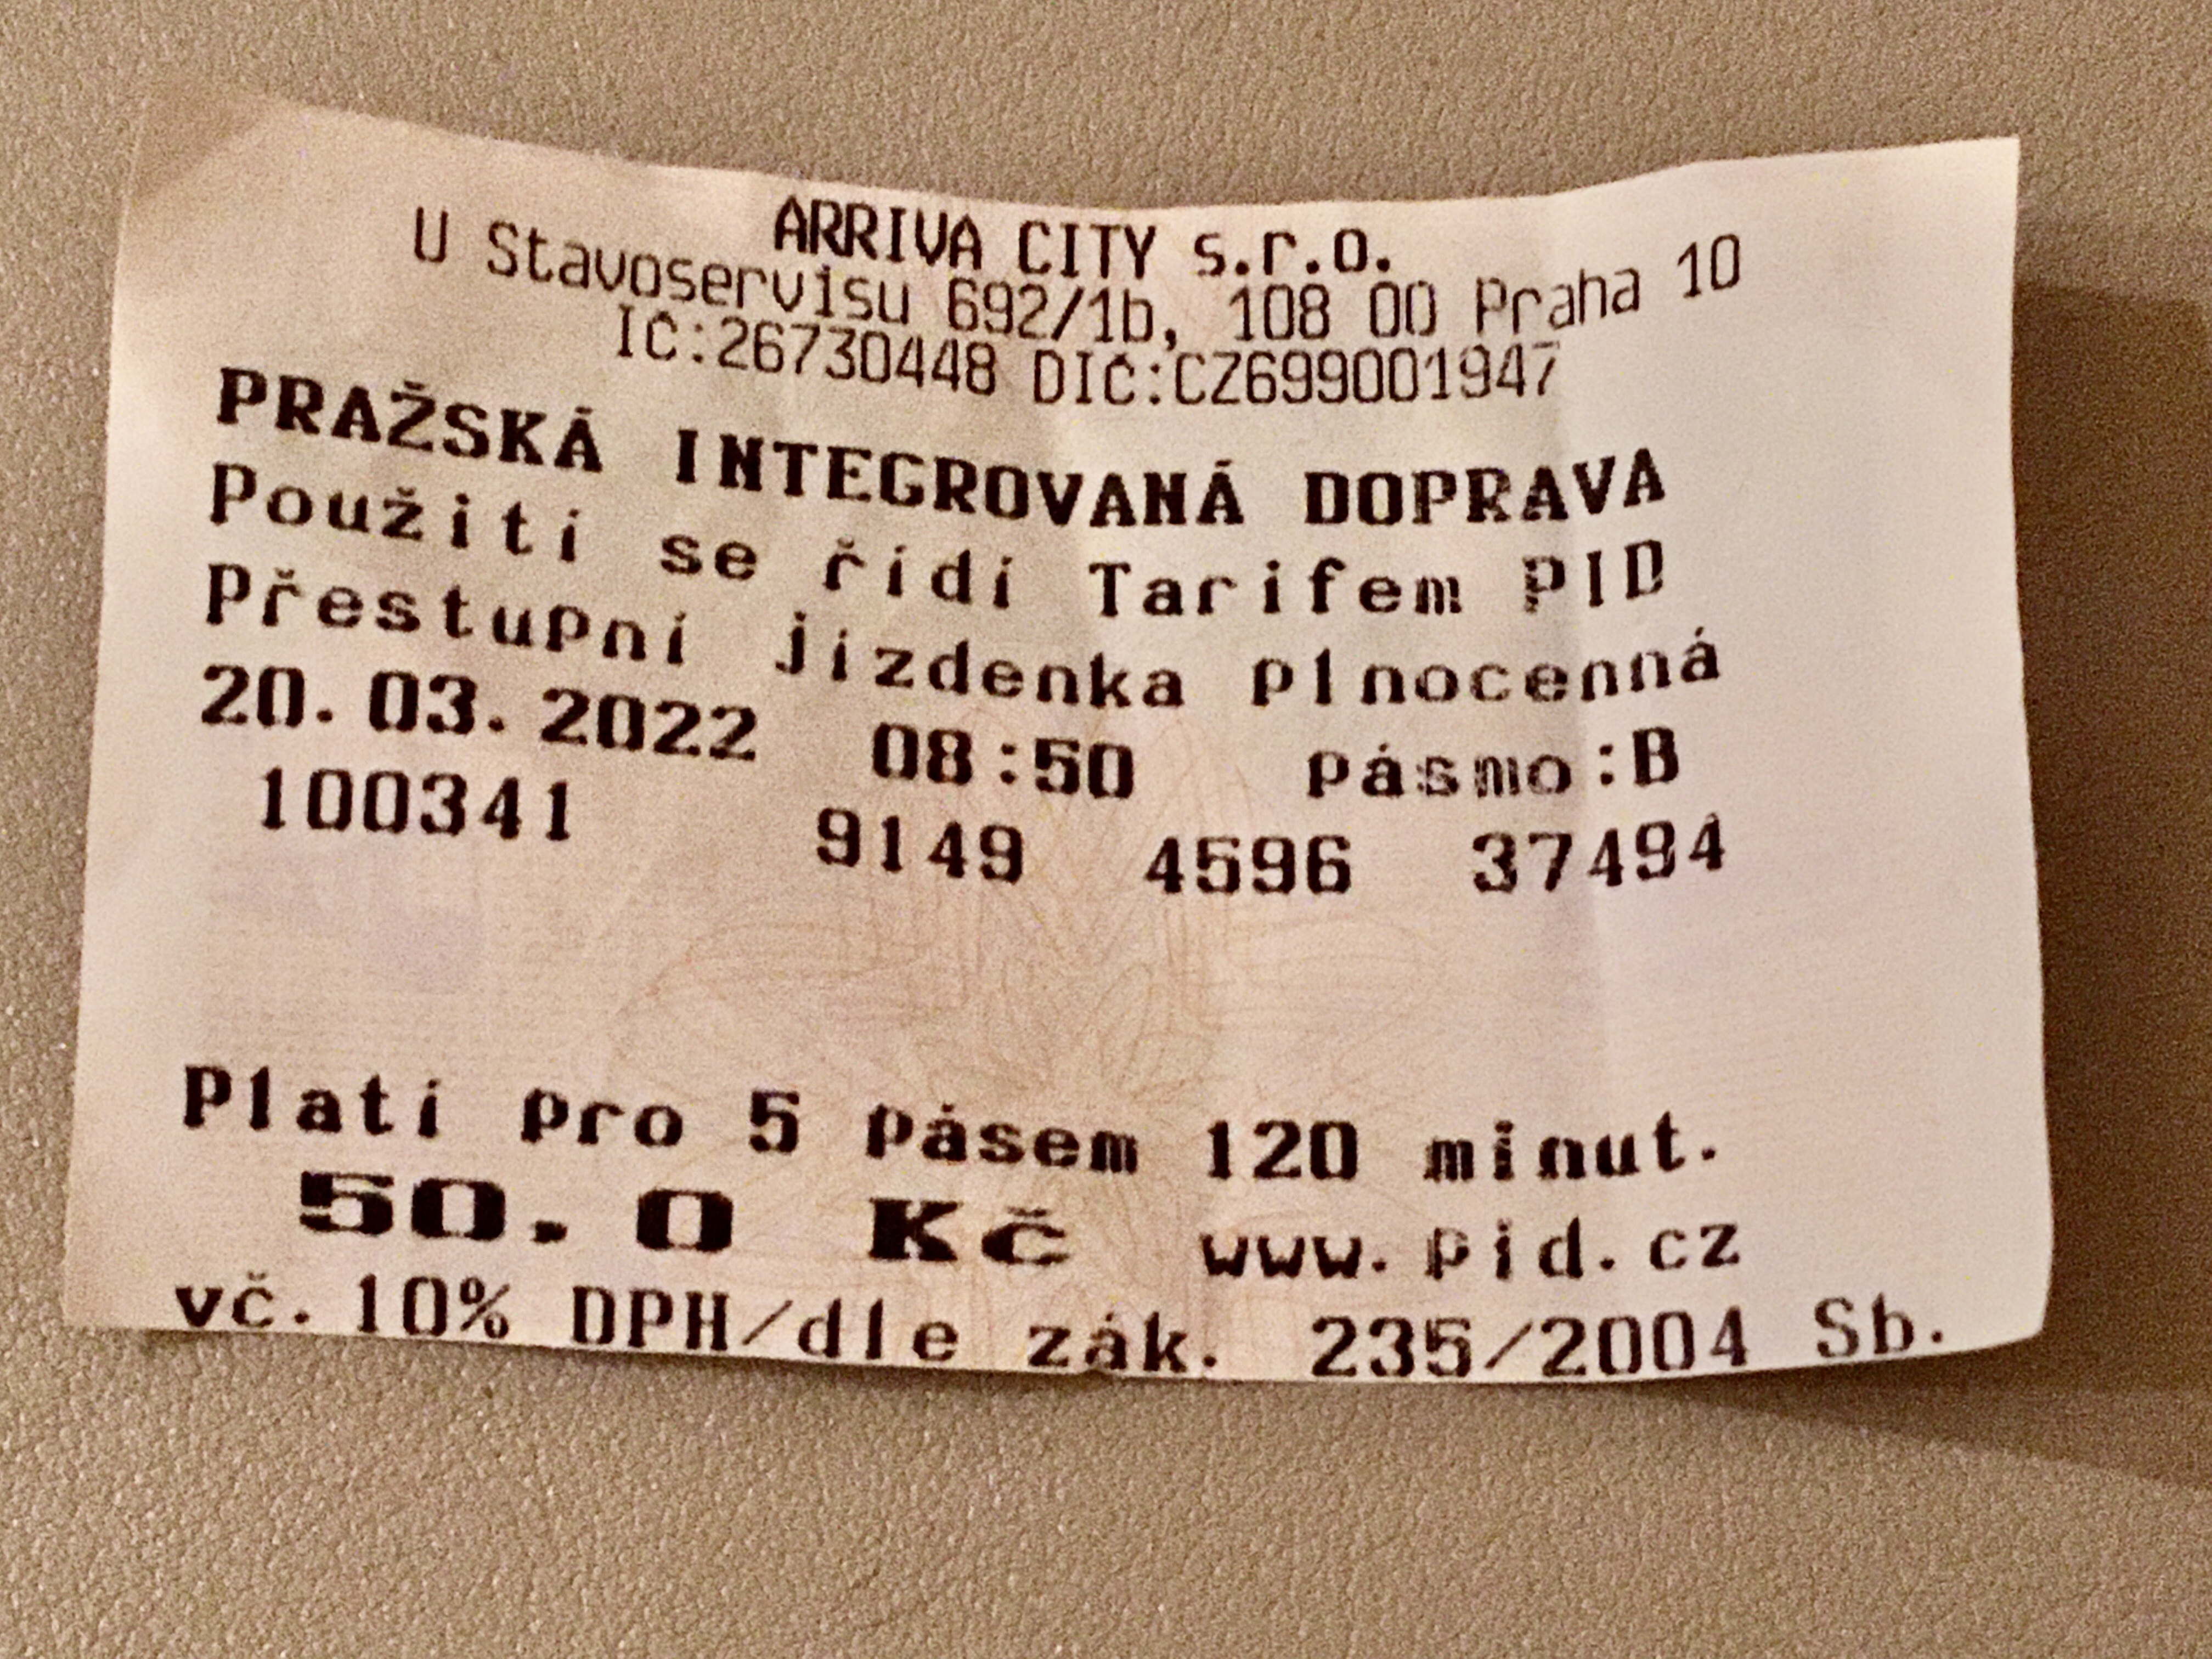 ARRIVA CITY s.r.o.
U Stavoservisu 692/1b, 108 00 Praha 10
IČ:26730448 DIČ:CZ699001947
PRAŽSKÁ INTEGROVANÁ DOPRAVA
Použití se řídí Tarifem PID
Přestupní jízdenka plnocenná
20.03.2022 08:50 pásmo:B
100341 9149 4596 37494
Platí pro 5 pásem 120 minut.
50.0 Kč www.pid.cz
vč. 10% DPH/dle zák. 235/2004 Sb.